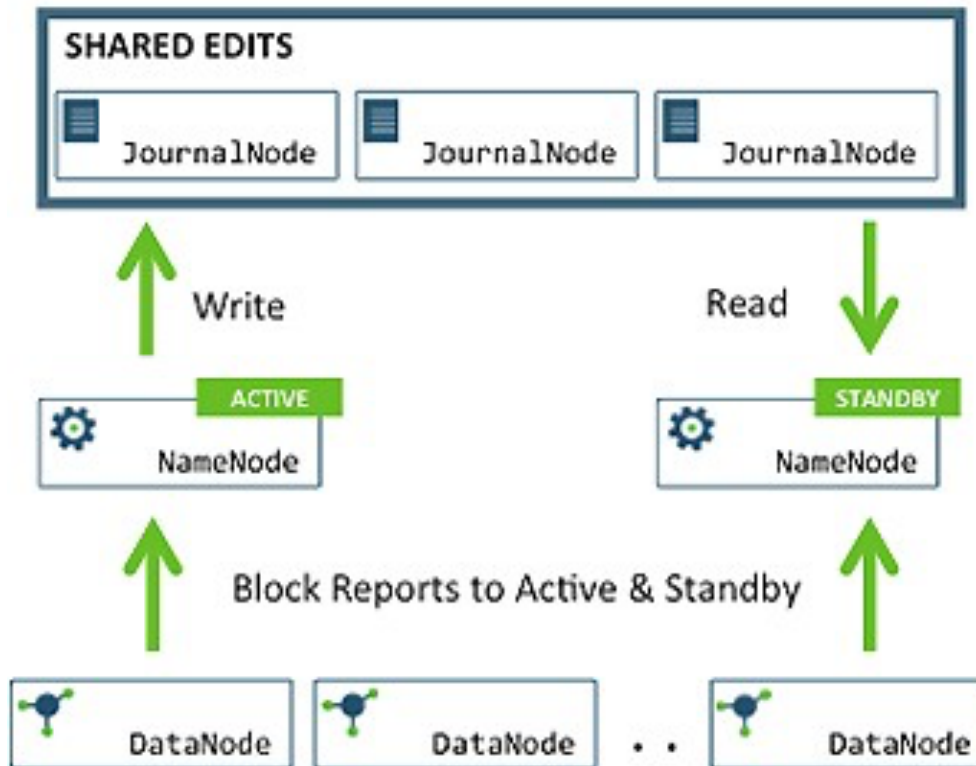 SHARED EDITS
JournalNode JournalNode JournalNode
Write Read
ACTIVE STANDBY
NameNode NameNode
Block Reports to Active & Standby
DataNode DataNode . . DataNode